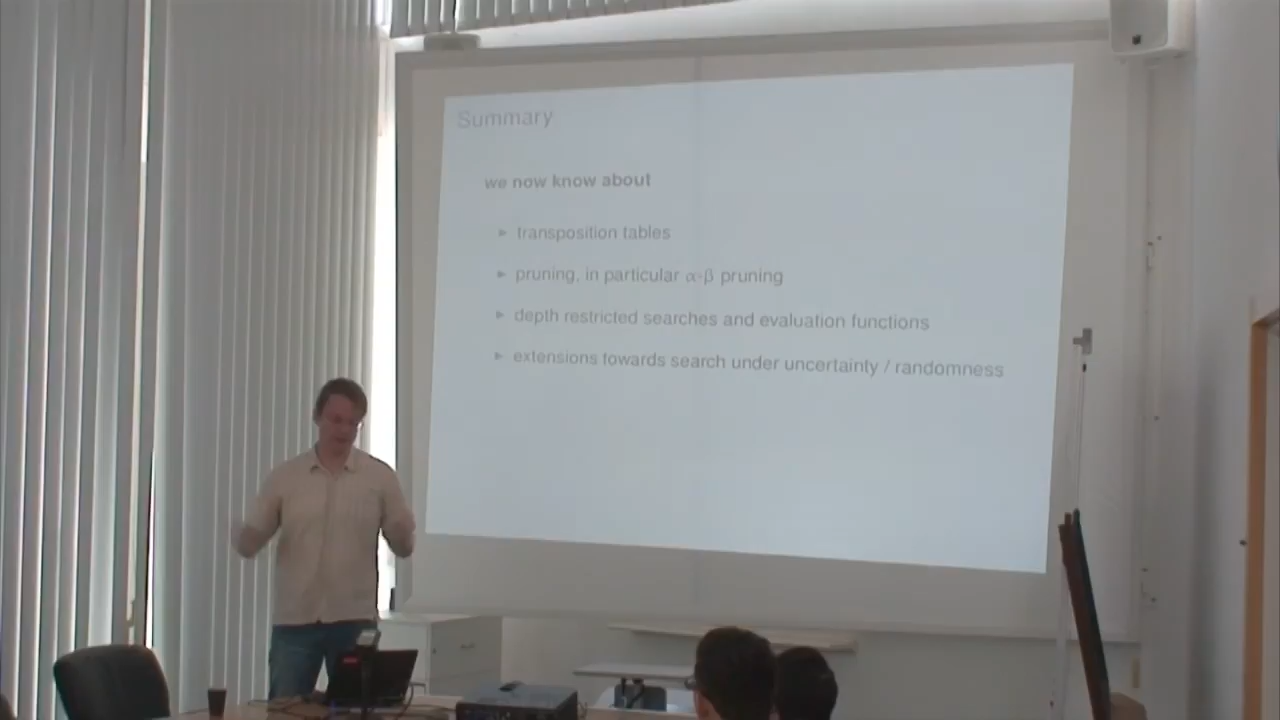 Summary
we now know about
► transposition tables
► pruning, in particular α-β pruning
► depth restricted searches and evaluation functions
► extensions towards search under uncertainty / randomness